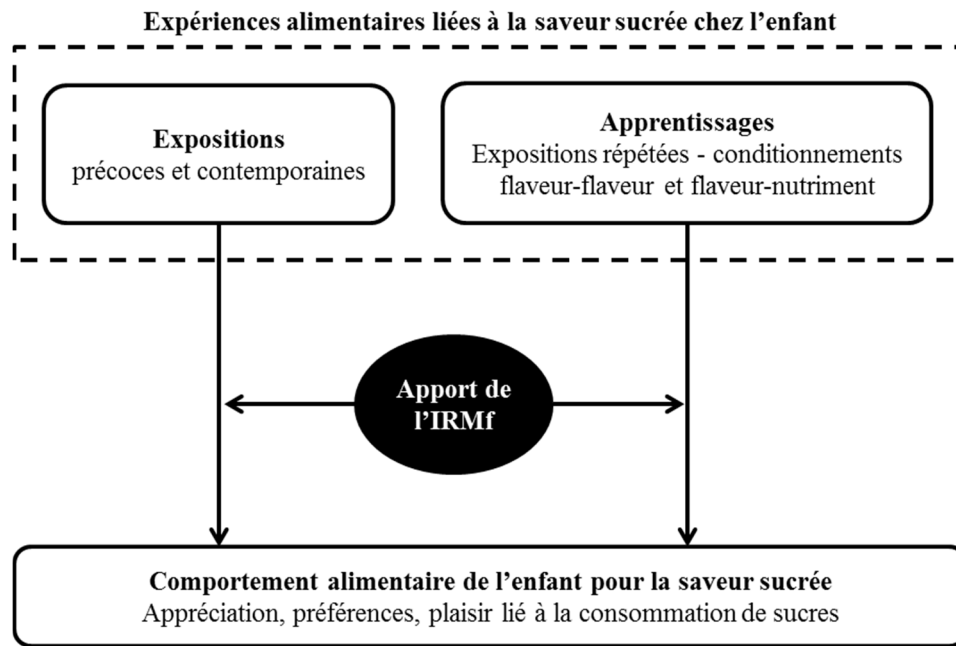 Expériences alimentaires liées à la saveur sucrée chez l’enfant
Expositions
précoces et contemporaines
Apprentissages
Expositions répétées - conditionnements
flaveur-flaveur et flaveur-nutriment
Apport de
l’IRMf
Comportement alimentaire de l’enfant pour la saveur sucrée
Appréciation, préférences, plaisir lié à la consommation de sucres